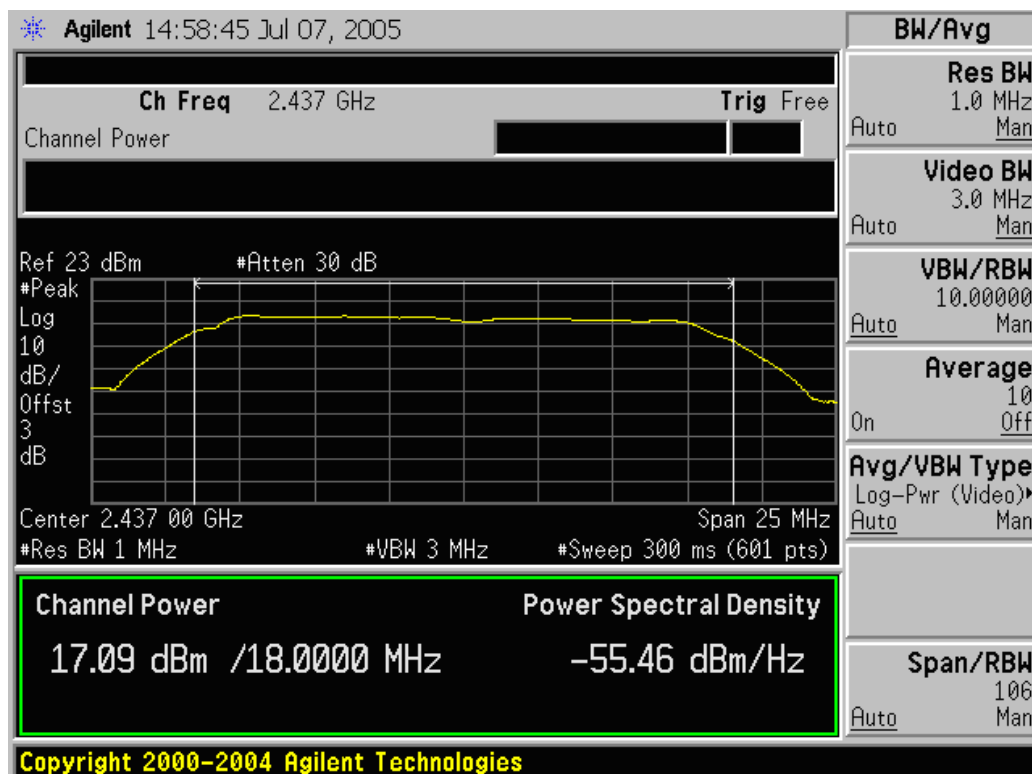 Agilent 14:58:45 Jul 07, 2005
Ch Freq 2.437 GHz Trig Free
Channel Power
Ref 23 dBm #Atten 30 dB
#Peak
Log
10
dB/
Offst
3
dB
Center 2.437 00 GHz Span 25 MHz
#Res BW 1 MHz #VBW 3 MHz #Sweep 300 ms (601 pts)
Channel Power Power Spectral Density
17.09 dBm /18.0000 MHz -55.46 dBm/Hz
Copyright 2000-2004 Agilent Technologies
BW/Avg
Res BW
1.0 MHz
Auto Man
Video BW
3.0 MHz
Auto Man
VBW/RBW
10.00000
Auto Man
Average
10
On Off
Avg/VBW Type
Log-Pwr (Video)
Auto Man
Span/RBW
106
Auto Man